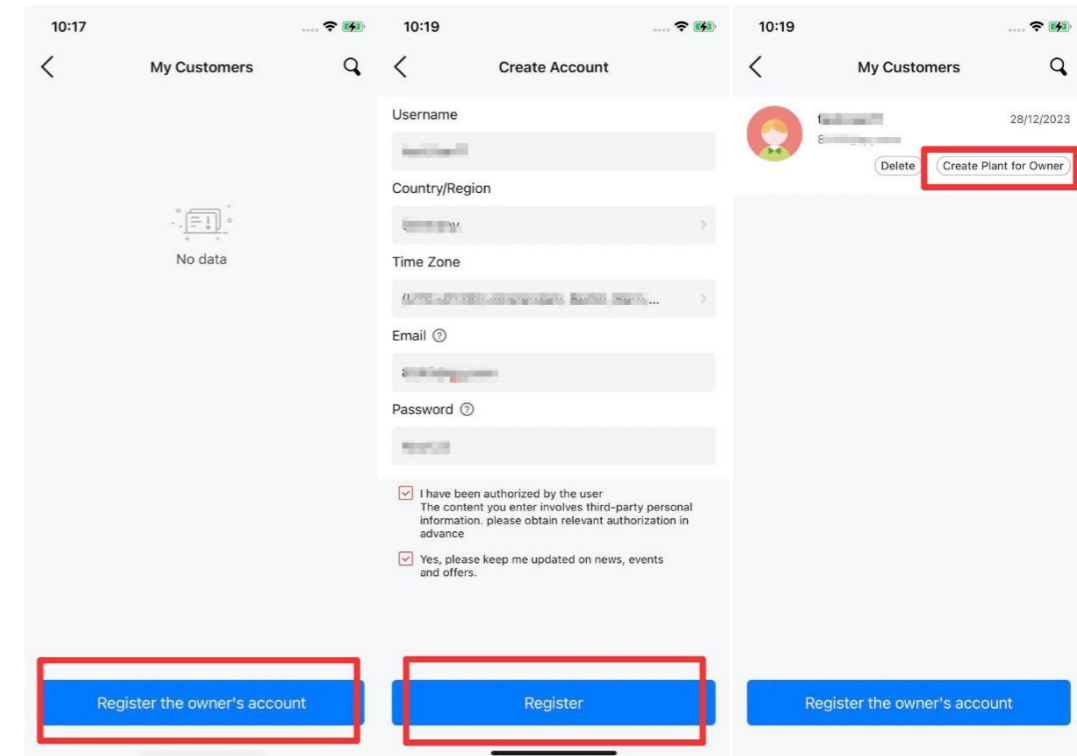 10:17
My Customers
No data
Register the owner's account
10:19
Create Account
Username
Country/Region
Time Zone
...
Email
Password
I have been authorized by the user
The content you enter involves third-party personal
information. please obtain relevant authorization in
advance
Yes, please keep me updated on news, events
and offers.
Register
10:19
My Customers
28/12/2023
Delete
Create Plant for Owner
Register the owner's account